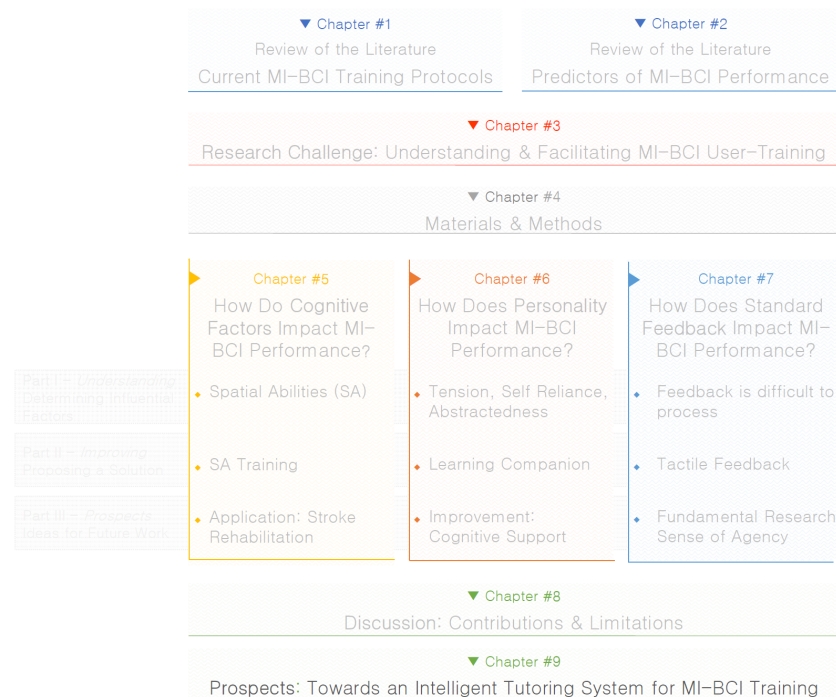 ▼ Chapter #1
Review of the Literature
Current MI-BCI Training Protocols
▼ Chapter #2
Review of the Literature
Predictors of MI-BCI Performance
▼ Chapter #3
Research Challenge: Understanding & Facilitating MI-BCI User-Training
▼ Chapter #4
Materials & Methods
Chapter #5
How Do Cognitive
Factors Impact MI-
BCI Performance?
Chapter #6
How Does Personality
Impact MI-BCI
Performance?
Chapter #7
How Does Standard
Feedback Impact MI-
BCI Performance?
Part I - Understanding
Determining Influential
Factors
Spatial Abilities (SA)
Tension, Self Reliance,
Abstractedness
Feedback is difficult to
process
Part II - Improving
Proposing a Solution
SA Training
Learning Companion
Tactile Feedback
Part III - Prospects
Ideas for Future Work
Application: Stroke
Rehabilitation
Improvement:
Cognitive Support
Fundamental Research
Sense of Agency
▼ Chapter #8
Discussion: Contributions & Limitations
▼ Chapter #9
Prospects: Towards an Intelligent Tutoring System for MI-BCI Training